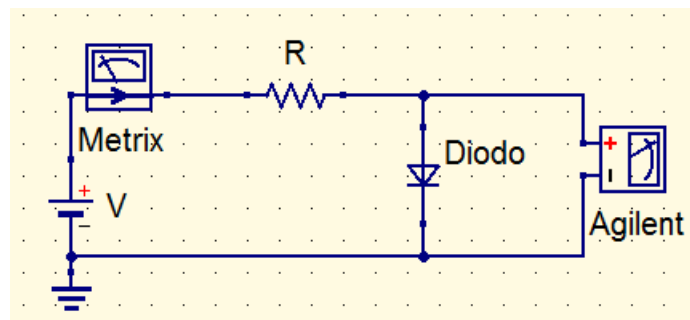 R
Metrix
Diodo
+
+
V
-
-
Agilent